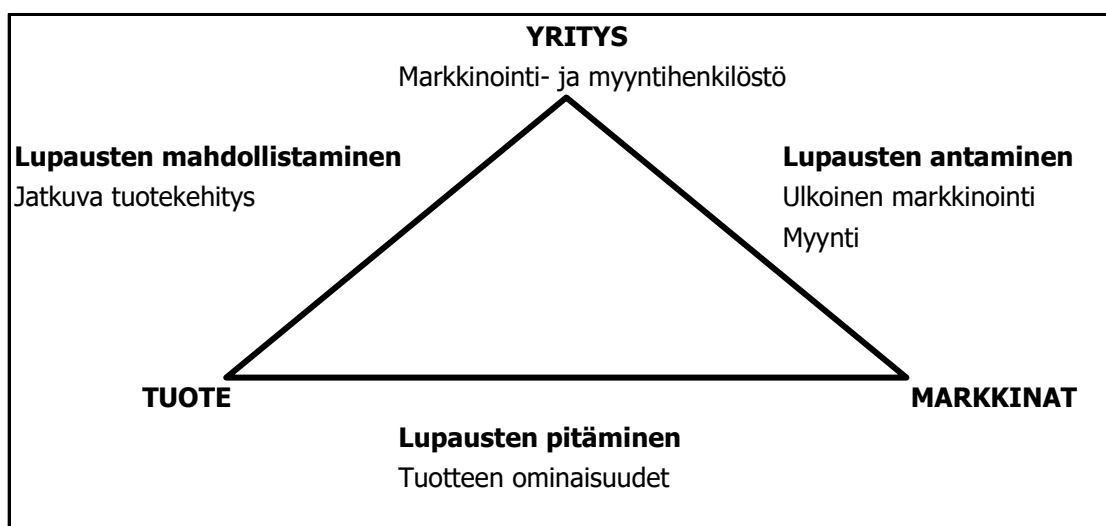 YRITYS
Markkinointi- ja myyntihenkilöstö
Lupausten mahdollistaminen
Jatkuva tuotekehitys
Lupausten antaminen
Ulkoinen markkinointi
Myynti
TUOTE
MARKKINAT
Lupausten pitäminen
Tuotteen ominaisuudet